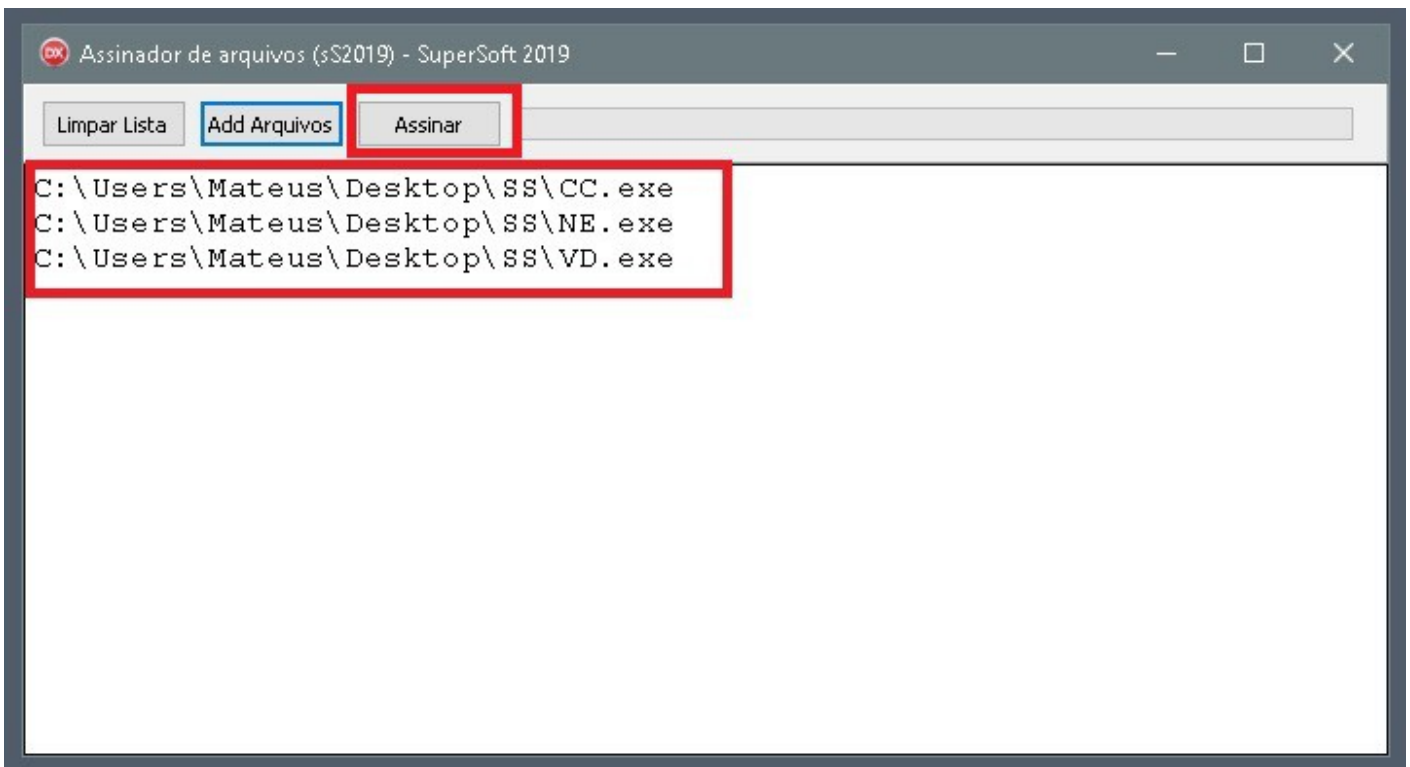 DX Assinador de arquivos (sS2019) - SuperSoft 2019
Limpar Lista Add Arquivos Assinar
C:\Users\Mateus\Desktop\SS\CC.exe
C:\Users\Mateus\Desktop\SS\NE.exe
C:\Users\Mateus\Desktop\SS\VD.exe